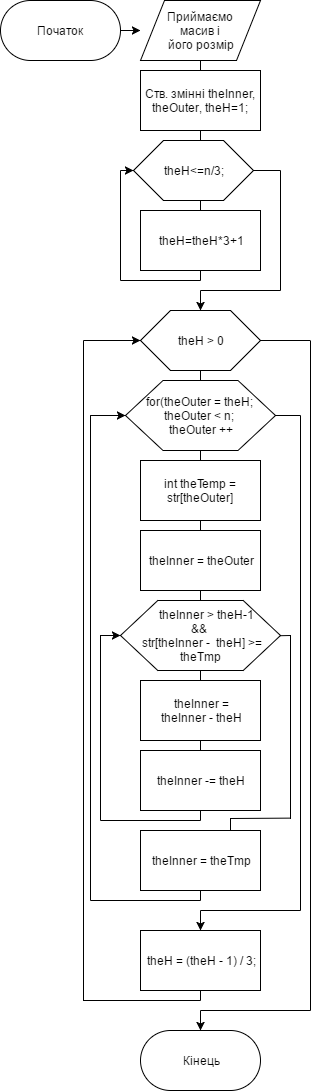 Початок
Приймаємо
масив і
його розмір
Ств. змінні theInner,
theOuter, theH=1;
theH<=n/3;
theH=theH*3+1
theH > 0
for(theOuter = theH;
theOuter < n;
theOuter ++
int theTemp =
str[theOuter]
theInner = theOuter
theInner > theH-1
&&
str[theInner - theH] >=
theTmp
theInner =
theInner - theH
theInner -= theH
theInner = theTmp
theH = (theH - 1) / 3;
Кінець